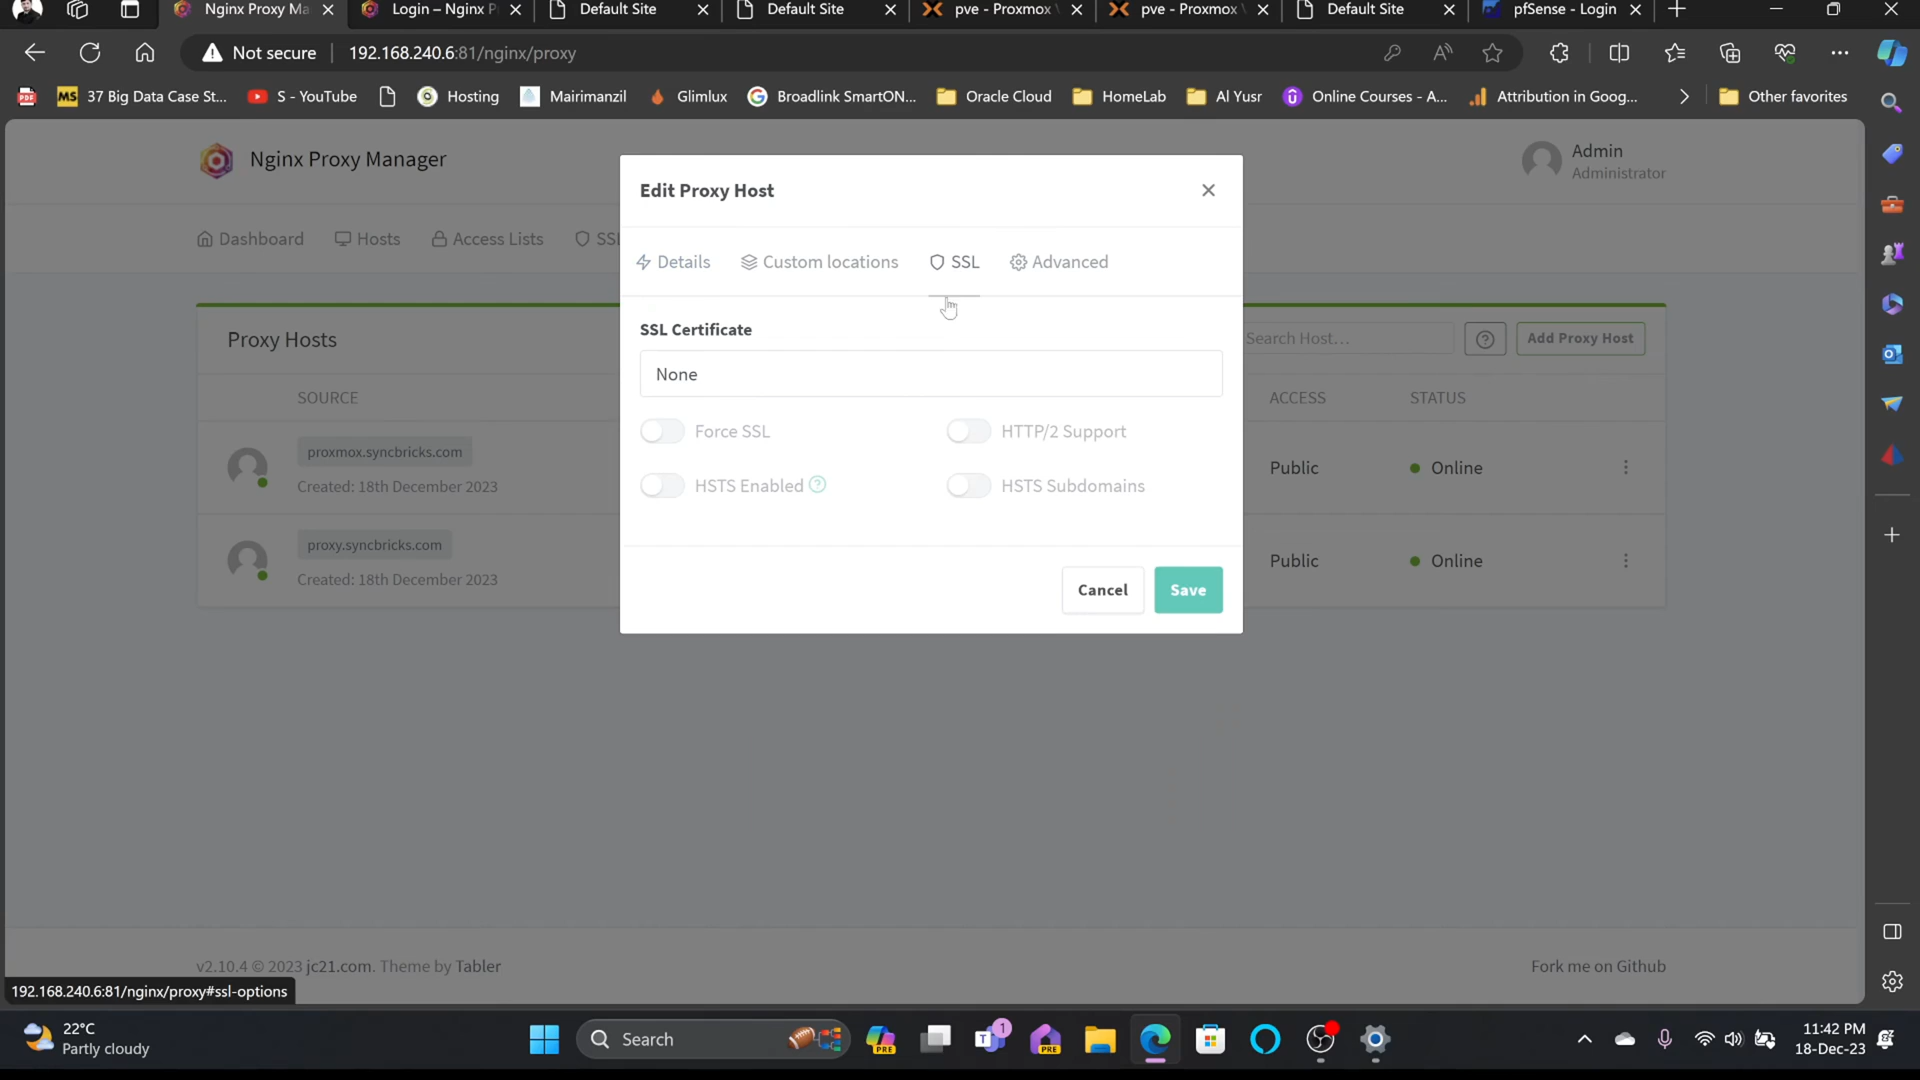 Nginx Proxy Ma
Login – Nginx P
Default Site
Default Site
pve - Proxmox V
pve - Proxmox V
Default Site
pfSense - Login
Not secure
192.168.240.6:81/nginx/proxy
37 Big Data Case St...
S - YouTube
Hosting
Mairimanzil
Glimlux
Broadlink SmartON...
Oracle Cloud
HomeLab
Al Yusr
Online Courses - A...
Attribution in Goog...
Other favorites
Nginx Proxy Manager
Admin
Administrator
Dashboard
Hosts
Access Lists
SSL
Edit Proxy Host
Details
Custom locations
SSL
Advanced
SSL Certificate
None
Force SSL
HTTP/2 Support
HSTS Enabled
HSTS Subdomains
Cancel
Save
Proxy Hosts
Search Host...
Add Proxy Host
SOURCE
ACCESS
STATUS
proxmox.syncbricks.com
Created: 18th December 2023
Public
Online
proxy.syncbricks.com
Created: 18th December 2023
Public
Online
v2.10.4 © 2023 jc21.com. Theme by Tabler
Fork me on Github
192.168.240.6:81/nginx/proxy#ssl-options
22°C
Partly cloudy
Search
PRE
1
PRE
11:42 PM
18-Dec-23